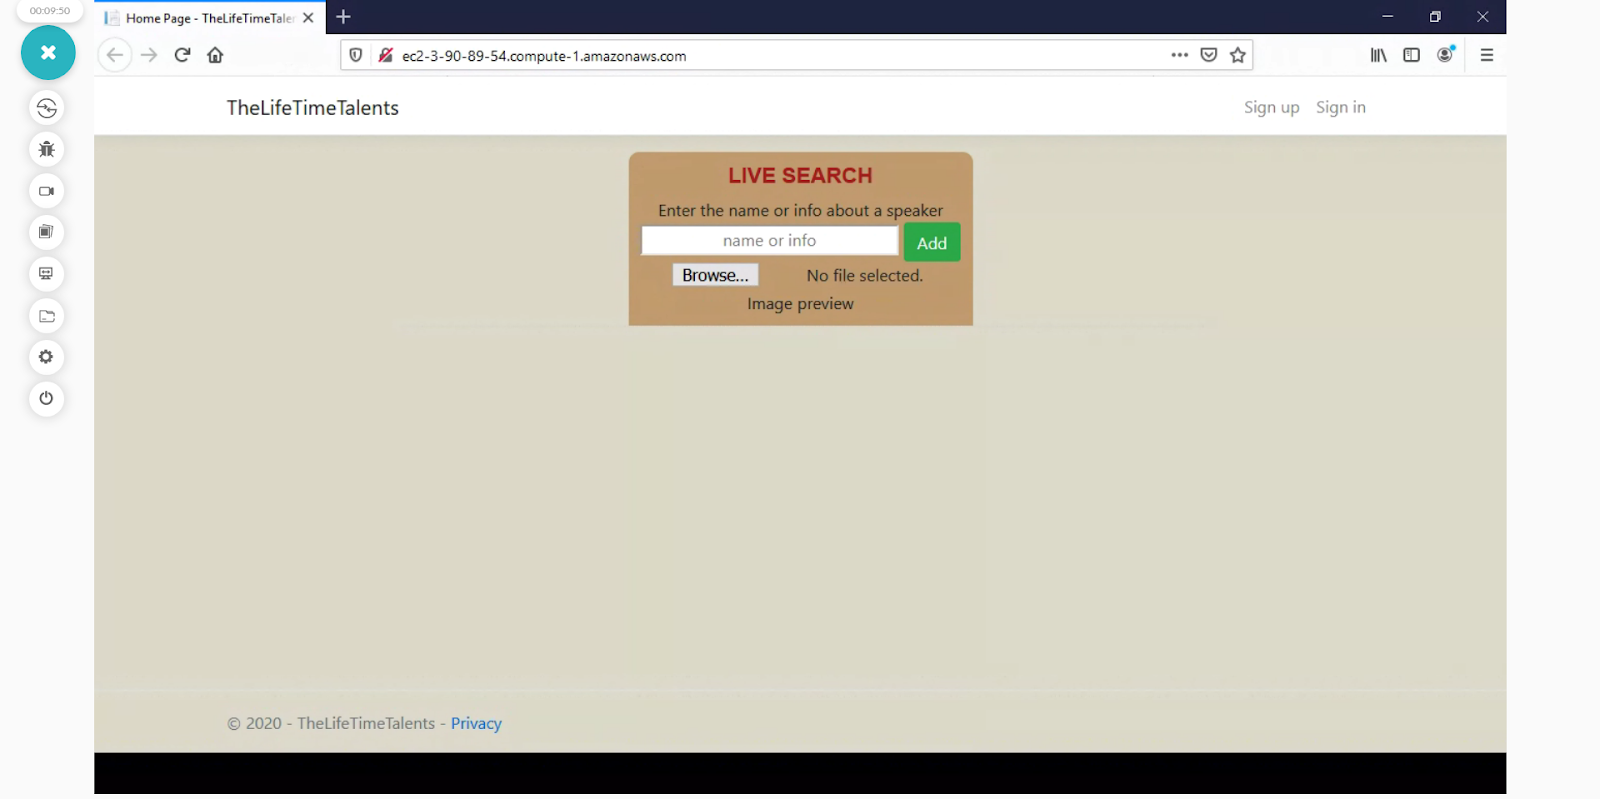 00:09:50
Home Page - TheLifeTimeTaler
ec2-3-90-89-54.compute-1.amazonaws.com
TheLifeTimeTalents
Sign up Sign in
LIVE SEARCH
Enter the name or info about a speaker
name or info Add
Browse... No file selected.
Image preview
© 2020 - TheLifeTimeTalents - Privacy